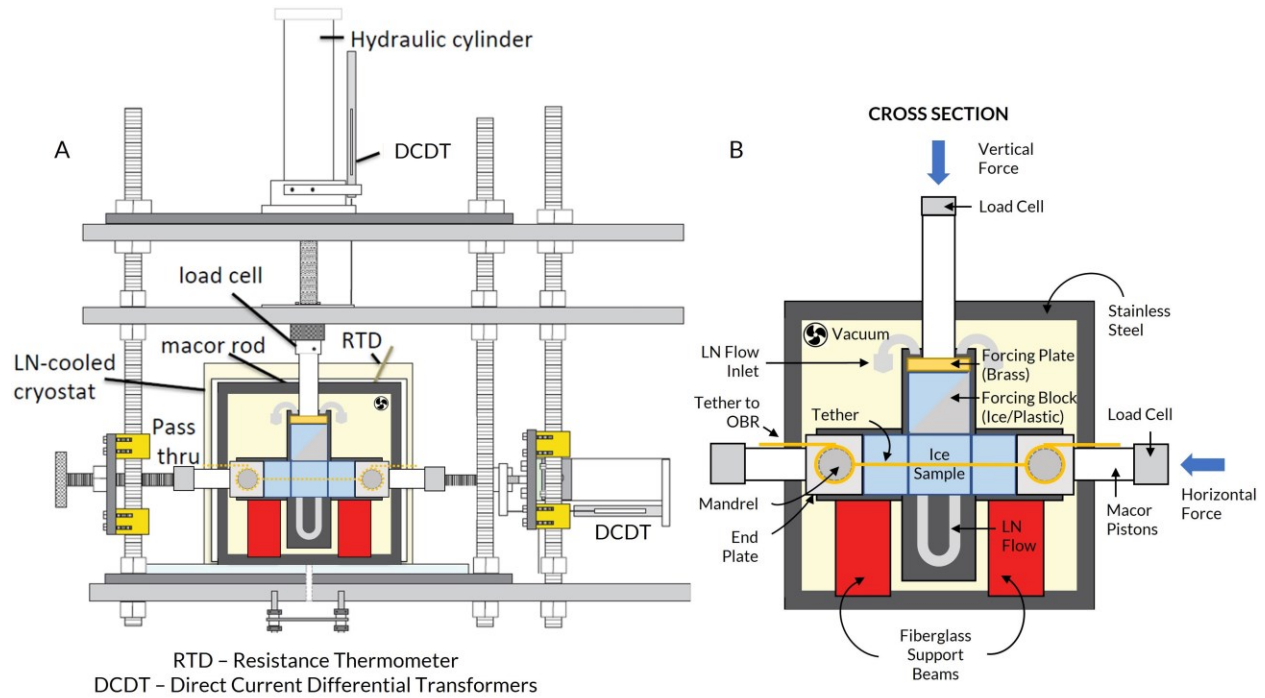 A
Hydraulic cylinder
DCDT
load cell
macor rod
RTD
LN-cooled
cryostat
Pass
thru
DCDT
RTD – Resistance Thermometer
DCDT – Direct Current Differential Transformers
B
CROSS SECTION
Vertical
Force
Load Cell
Stainless
Steel
Vacuum
LN Flow
Inlet
Forcing Plate
(Brass)
Forcing Block
(Ice/Plastic)
Tether to
OBR
Tether
Load Cell
Ice
Sample
Mandrel
End
Plate
LN
Flow
Macor
Pistons
Horizontal
Force
Fiberglass
Support
Beams